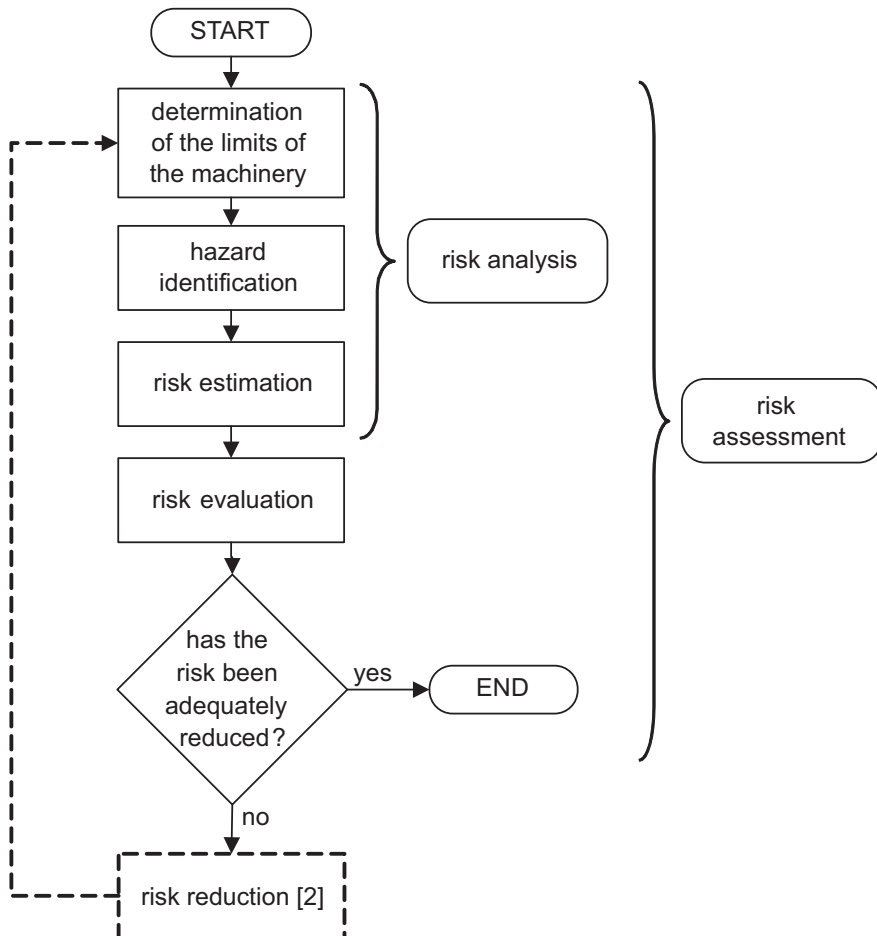 START
determination
of the limits of
the machinery
hazard
identification
risk analysis
risk estimation
risk
assessment
risk evaluation
has the
risk been
adequately
reduced?
yes
END
no
risk reduction [2]